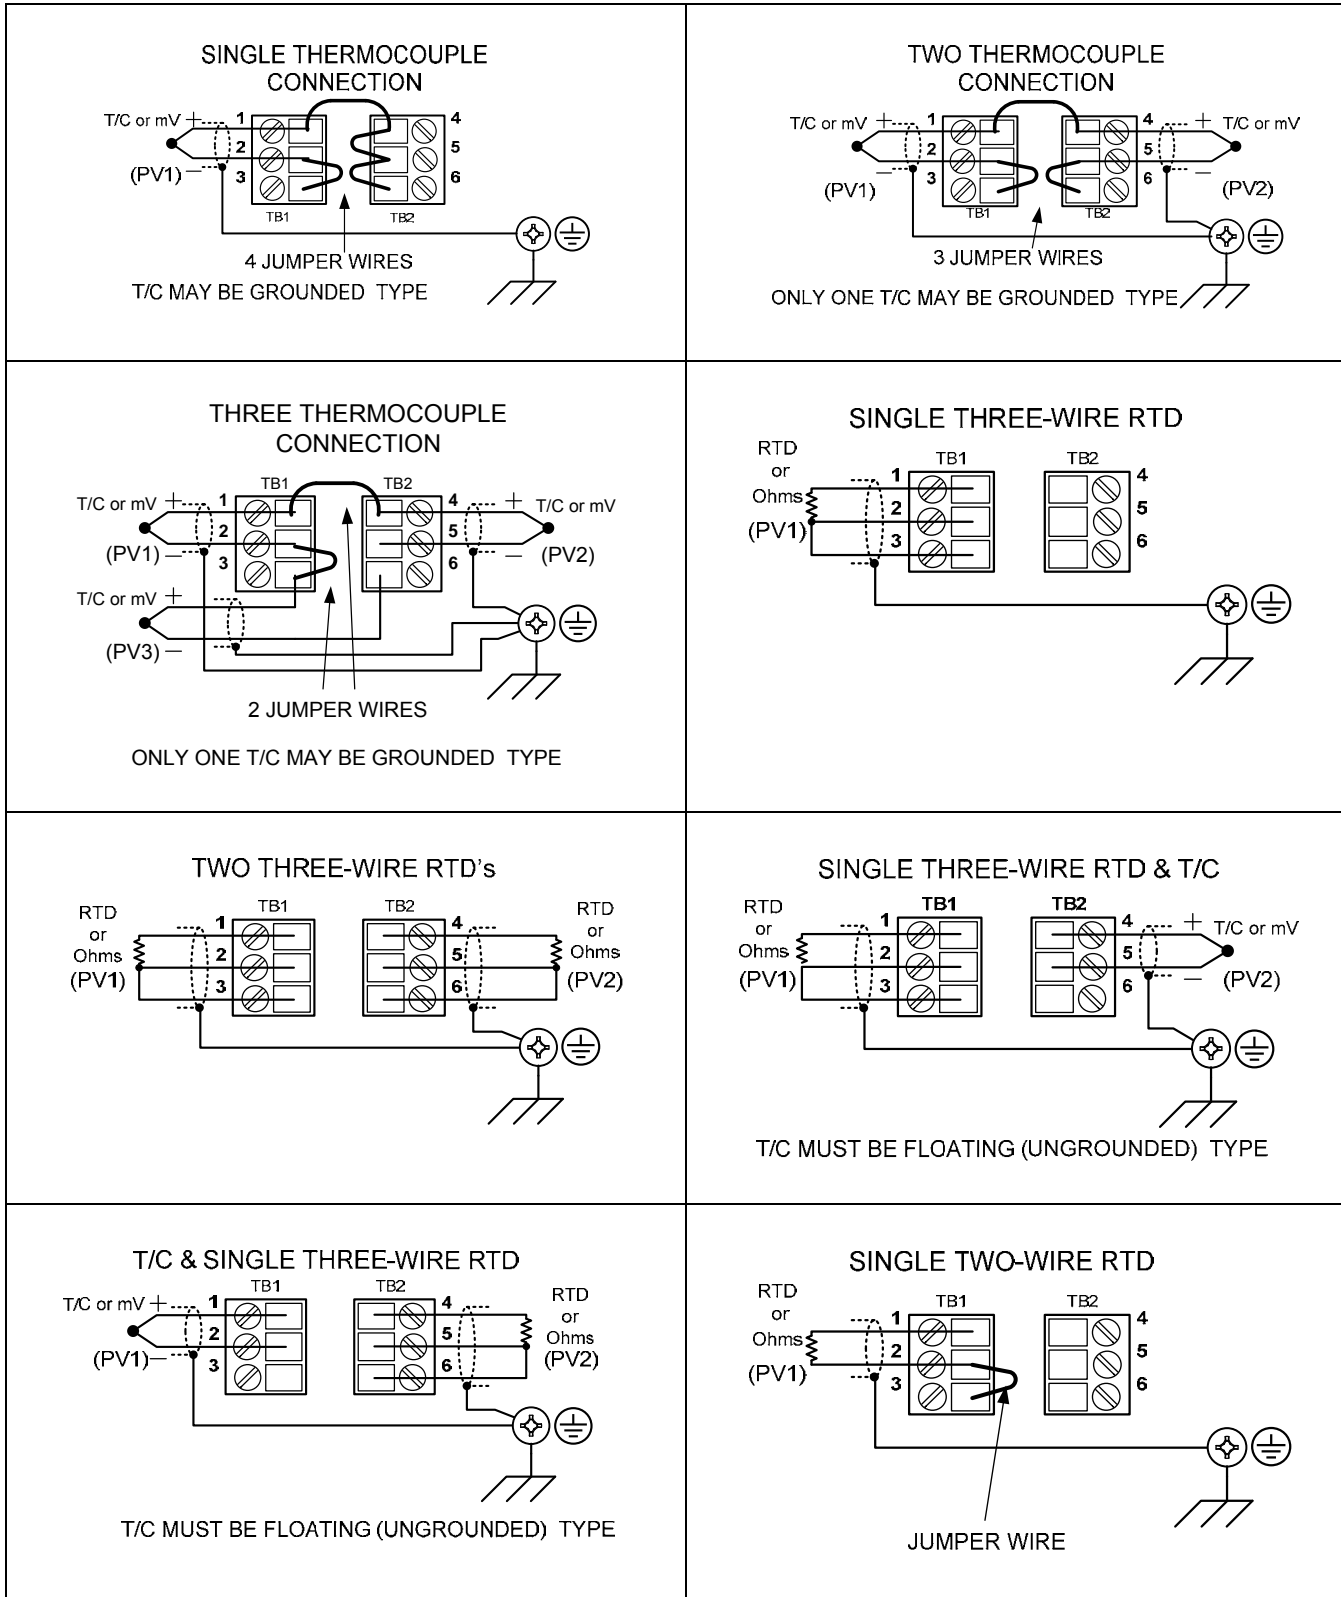 SINGLE THERMOCOUPLE
CONNECTION
T/C or mV +
1
2
3
4
5
6
(PV1) −
TB1
TB2
4 JUMPER WIRES
T/C MAY BE GROUNDED TYPE
TWO THERMOCOUPLE
CONNECTION
T/C or mV +
1
2
3
4
5
6
+ T/C or mV
−
(PV1)
−
(PV2)
TB1
TB2
3 JUMPER WIRES
ONLY ONE T/C MAY BE GROUNDED TYPE
THREE THERMOCOUPLE
CONNECTION
TB1
TB2
T/C or mV +
1
2
3
4
5
6
+ T/C or mV
(PV1) −
− (PV2)
T/C or mV +
(PV3) −
2 JUMPER WIRES
ONLY ONE T/C MAY BE GROUNDED TYPE
SINGLE THREE-WIRE RTD
RTD
or
Ohms
(PV1)
TB1
TB2
1
2
3
4
5
6
TWO THREE-WIRE RTD's
RTD
or
Ohms
(PV1)
TB1
TB2
1
2
3
4
5
6
RTD
or
Ohms
(PV2)
SINGLE THREE-WIRE RTD & T/C
RTD
or
Ohms
(PV1)
TB1
TB2
1
2
3
4
5
6
+ T/C or mV
− (PV2)
T/C MUST BE FLOATING (UNGROUNDED) TYPE
T/C & SINGLE THREE-WIRE RTD
TB1
TB2
T/C or mV +
1
2
3
4
5
6
(PV1) −
RTD
or
Ohms
(PV2)
T/C MUST BE FLOATING (UNGROUNDED) TYPE
SINGLE TWO-WIRE RTD
RTD
or
Ohms
(PV1)
TB1
TB2
1
2
3
4
5
6
JUMPER WIRE